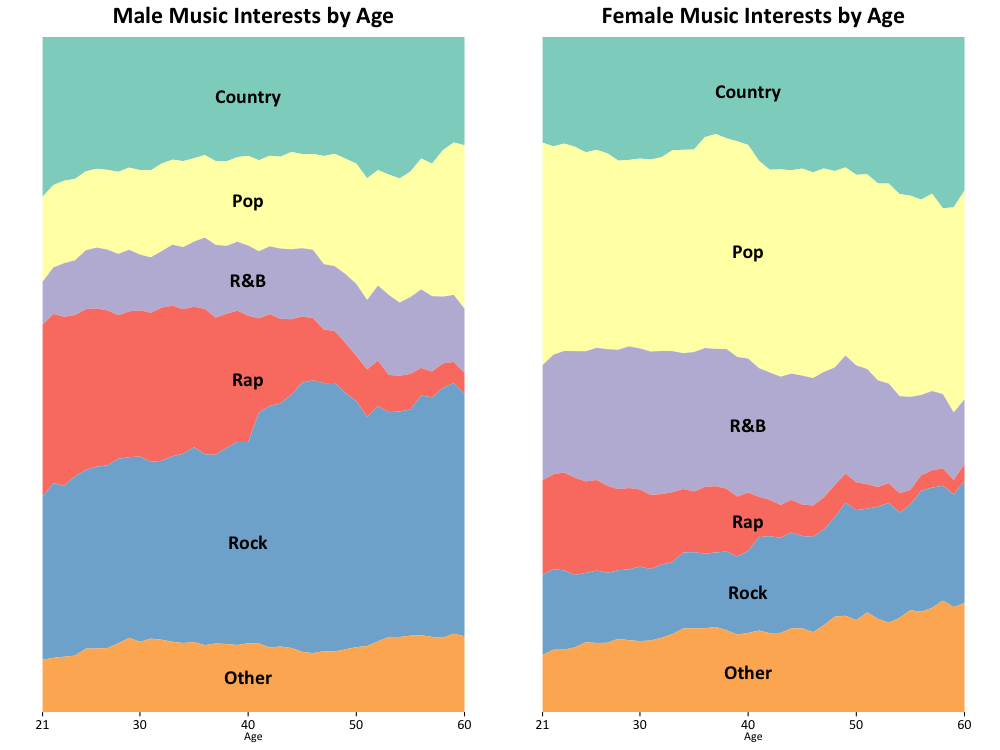 Male Music Interests by Age
Country
Pop
R&B
Rap
Rock
Other
21 30 40 50 60
Age
Female Music Interests by Age
Country
Pop
R&B
Rap
Rock
Other
21 30 40 50 60
Age